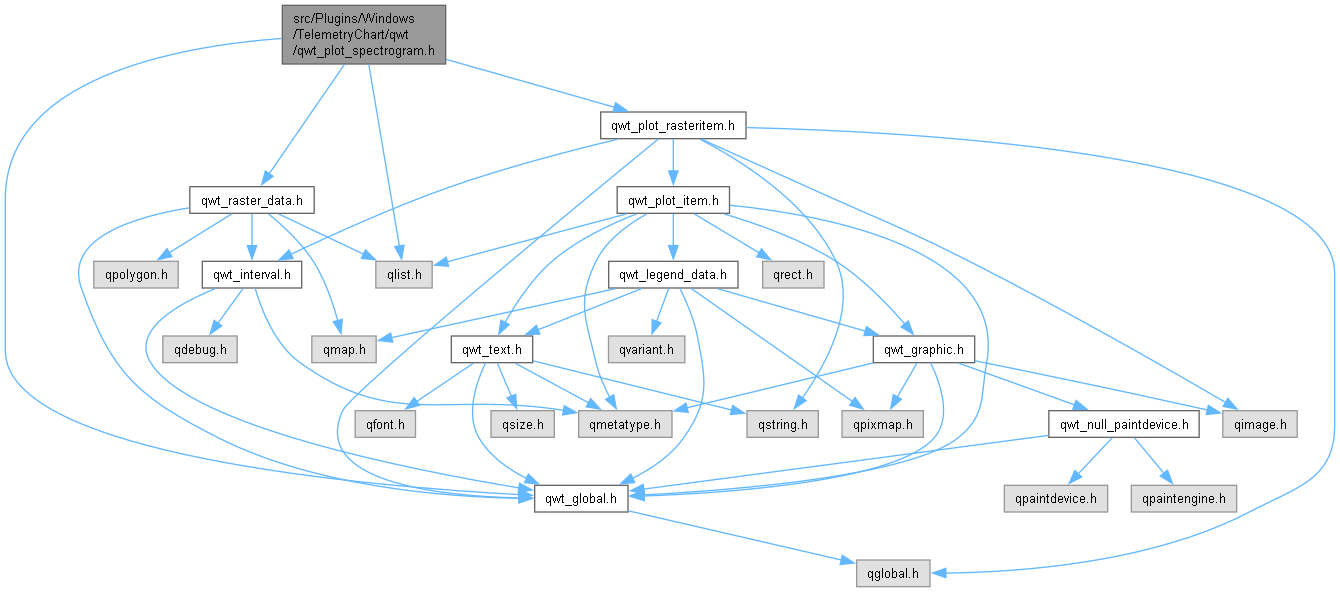 src/Plugins/Windows
/TelemetryChart/qwt
/qwt_plot_spectrogram.h
qwt_plot_rasteritem.h
qwt_raster_data.h
qwt_plot_item.h
qpolygon.h
qwt_interval.h
qlist.h
qwt_legend_data.h
qrect.h
qdebug.h
qmap.h
qwt_text.h
qvariant.h
qwt_graphic.h
qfont.h
qsize.h
qmetatype.h
qstring.h
qpixmap.h
qwt_null_paintdevice.h
qimage.h
qwt_global.h
qpaintdevice.h
qpaintengine.h
qglobal.h